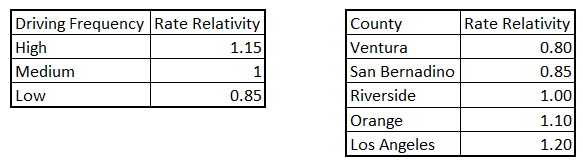 Driving Frequency Rate Relativity
High 1.15
Medium 1
Low 0.85
County Rate Relativity
Ventura 0.80
San Bernadino 0.85
Riverside 1.00
Orange 1.10
Los Angeles 1.20